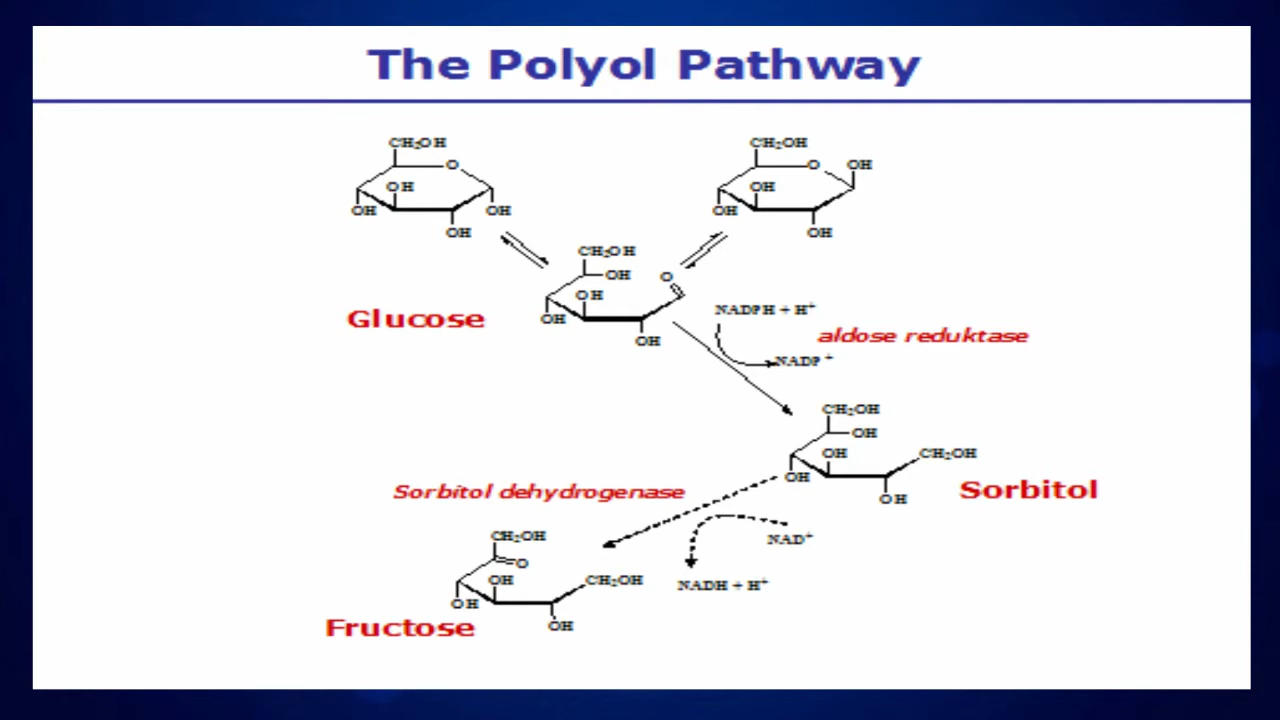 The Polyol Pathway
CH₂OH
O
OH
OH
OH
OH
CH₂OH
O
OH
OH
OH
OH
CH₂OH
OH
O
OH
OH
OH
Glucose
NADPH + H⁺
aldose reduktase
NADP⁺
CH₂OH
OH
OH
CH₂OH
OH
OH
Sorbitol
Sorbitol dehydrogenase
NAD⁺
NADH + H⁺
CH₂OH
O
OH
CH₂OH
OH
OH
Fructose